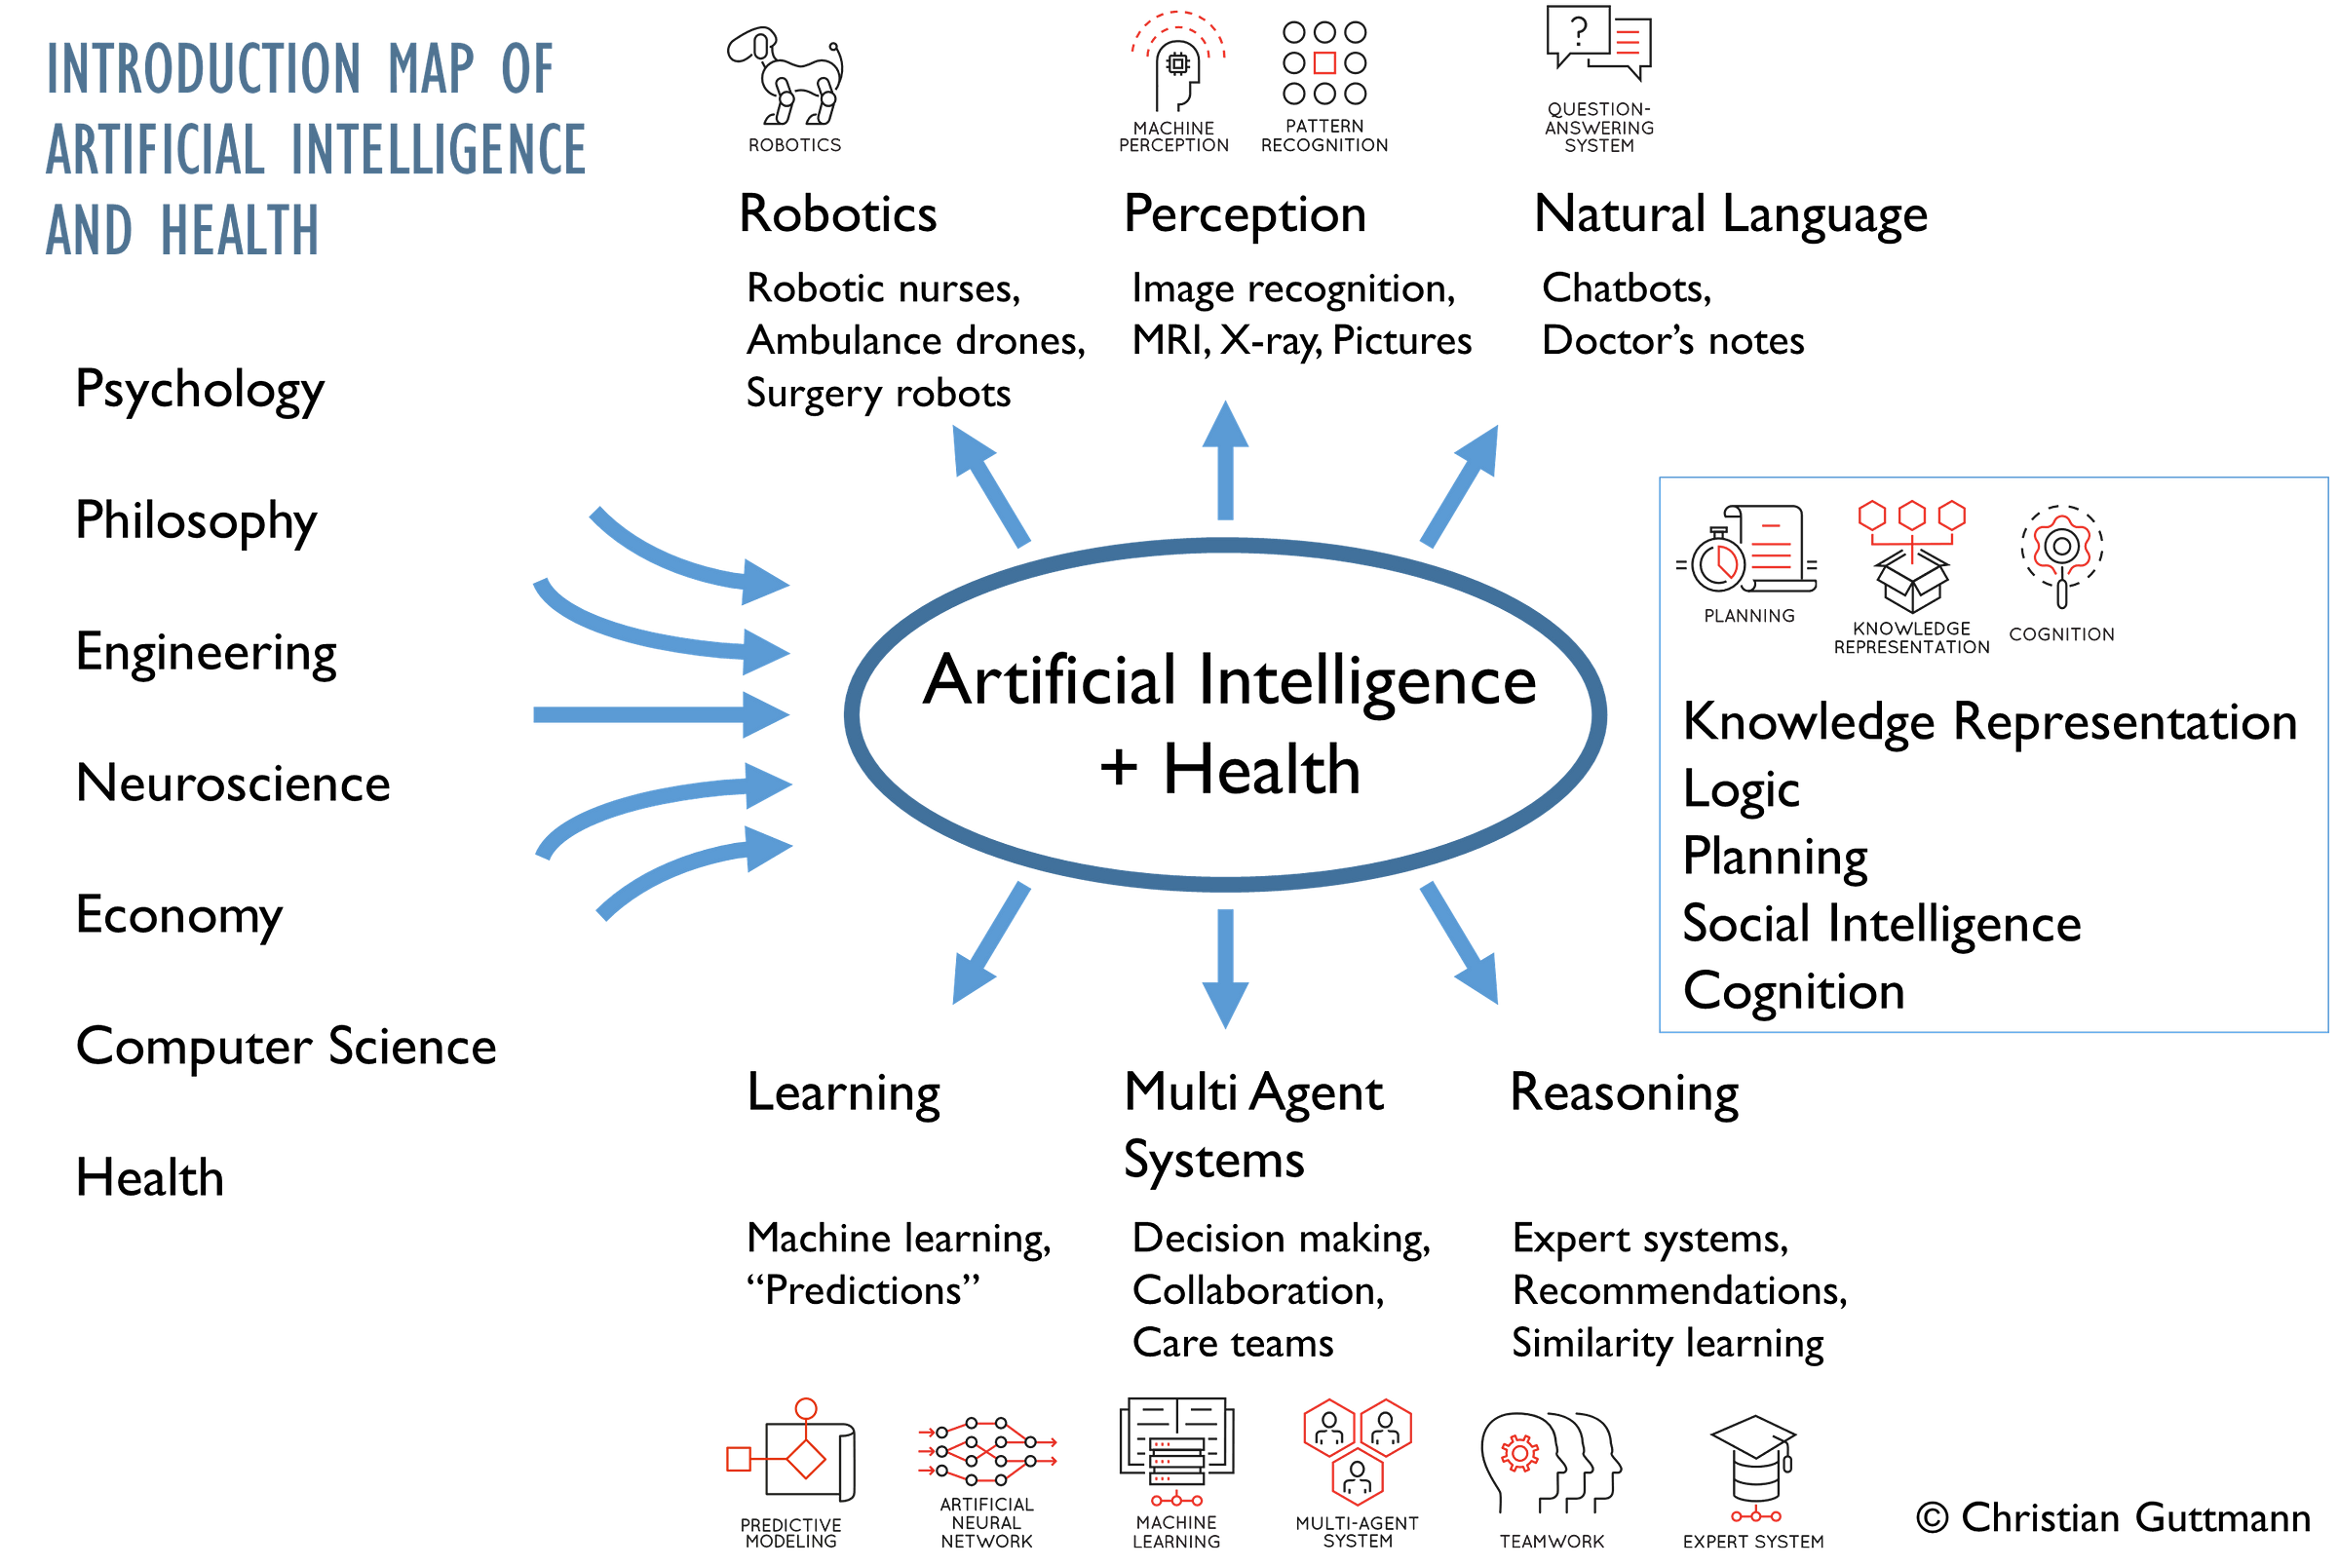 INTRODUCTION MAP OF
ARTIFICIAL INTELLIGENCE
AND HEALTH
Psychology
Philosophy
Engineering
Neuroscience
Economy
Computer Science
Health
ROBOTICS
Robotics
Robotic nurses,
Ambulance drones,
Surgery robots
MACHINE
PERCEPTION
PATTERN
RECOGNITION
Perception
Image recognition,
MRI, X-ray, Pictures
?
QUESTION-
ANSWERING
SYSTEM
Natural Language
Chatbots,
Doctor's notes
Artificial Intelligence
+ Health
PLANNING
KNOWLEDGE
REPRESENTATION
COGNITION
Knowledge Representation
Logic
Planning
Social Intelligence
Cognition
Learning
Machine learning,
“Predictions”
Multi Agent
Systems
Decision making,
Collaboration,
Care teams
Reasoning
Expert systems,
Recommendations,
Similarity learning
PREDICTIVE
MODELING
ARTIFICIAL
NEURAL
NETWORK
MACHINE
LEARNING
MULTI-AGENT
SYSTEM
TEAMWORK
EXPERT SYSTEM
© Christian Guttmann